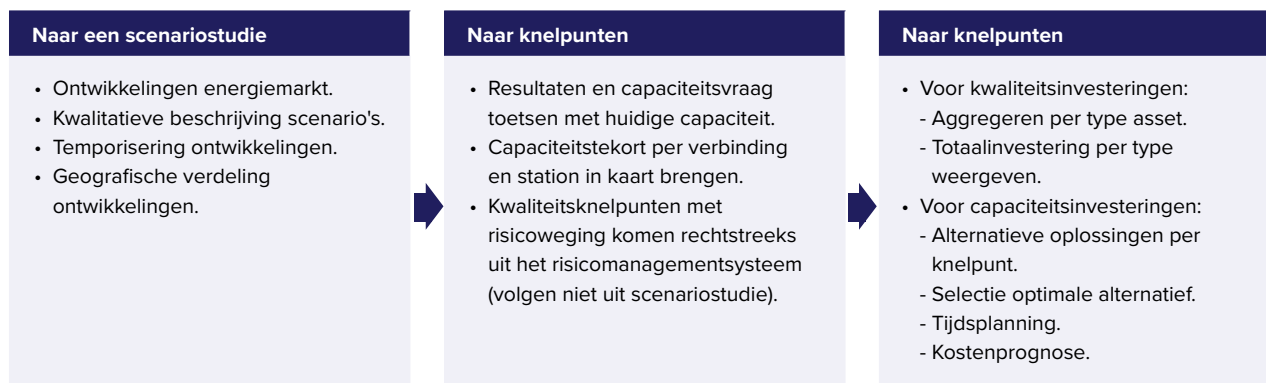 Naar een scenariostudie
• Ontwikkelingen energiemarkt.
• Kwalitatieve beschrijving scenario's.
• Temporisering ontwikkelingen.
• Geografische verdeling
ontwikkelingen.
Naar knelpunten
• Resultaten en capaciteitsvraag
toetsen met huidige capaciteit.
• Capaciteitstekort per verbinding
en station in kaart brengen.
• Kwaliteitsknelpunten met
risicoweging komen rechtstreeks
uit het risicomanagementsysteem
(volgen niet uit scenariostudie).
Naar knelpunten
• Voor kwaliteitsinvesteringen:
- Aggregeren per type asset.
- Totaalinvestering per type
weergeven.
• Voor capaciteitsinvesteringen:
- Alternatieve oplossingen per
knelpunt.
- Selectie optimale alternatief.
- Tijdsplanning.
- Kostenprognose.